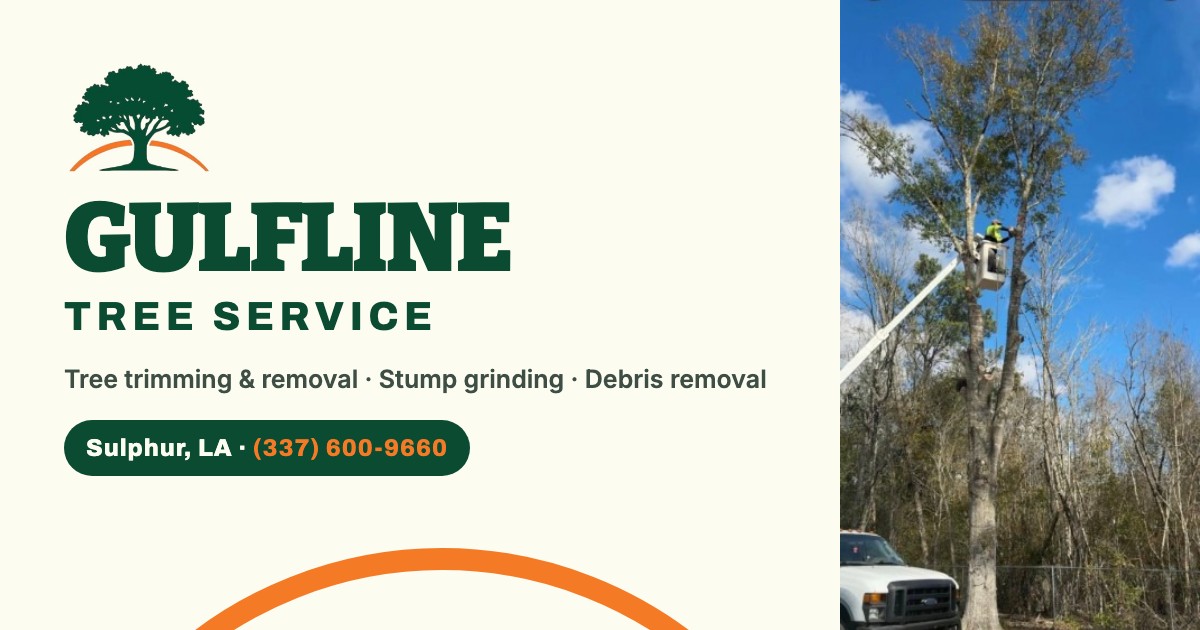 GULFLINE
TREE SERVICE
Tree trimming & removal · Stump grinding · Debris removal
Sulphur, LA · (337) 600-9660